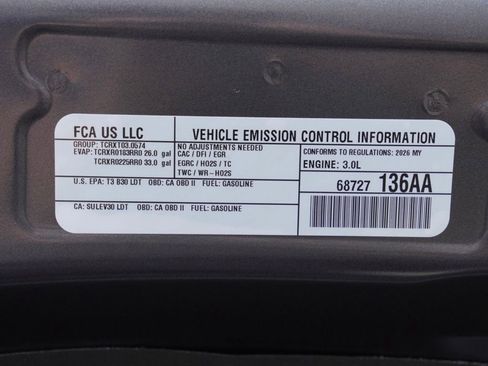 FCA US LLC
VEHICLE EMISSION CONTROL INFORMATION
GROUP: TCRXT03.0574
EVAP: TCRXR0183RR0 26.0 gal
TCRXR0225RR0 33.0 gal
NO ADJUSTMENTS NEEDED
CAC / DFI / EGR
EGRC / HO2S / TC
TWC / WR-HO2S
CONFORMS TO REGULATIONS: 2026 MY
ENGINE: 3.0L
U.S. EPA: T3 B30 LDT OBD: CA OBD II FUEL: GASOLINE
CA: SULEV30 LDT OBD: CA OBD II FUEL: GASOLINE
68727 136AA